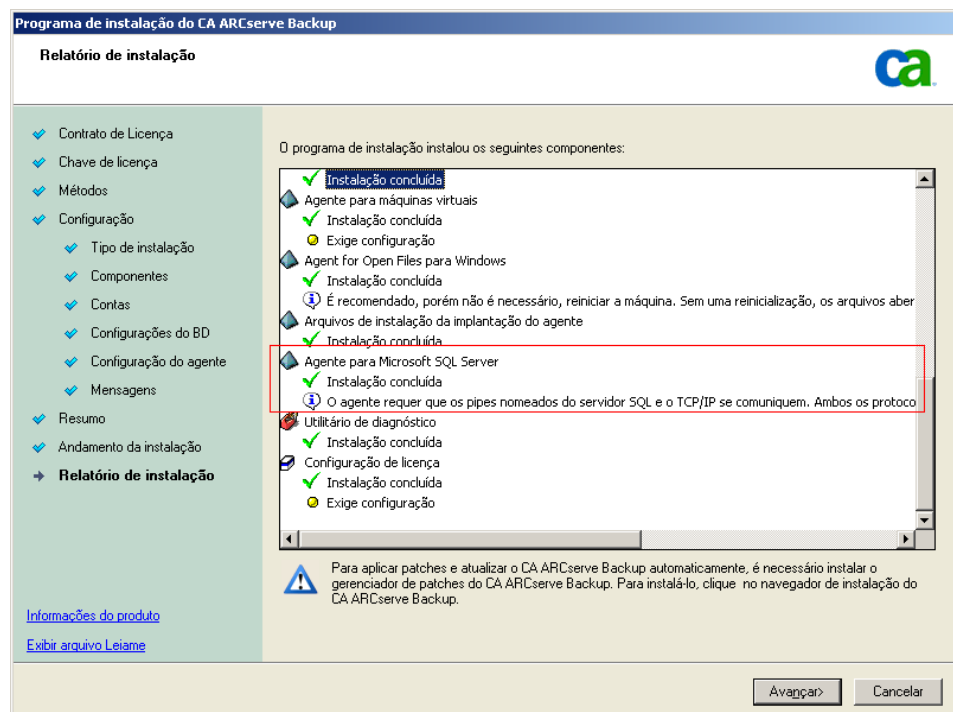 Programa de instalação do CA ARCserve Backup
Relatório de instalação
ca
Contrato de Licença
Chave de licença
Métodos
Configuração
Tipo de instalação
Componentes
Contas
Configurações do BD
Configuração do agente
Mensagens
Resumo
Andamento da instalação
Relatório de instalação
Informações do produto
Exibir arquivo Leiame
O programa de instalação instalou os seguintes componentes:
Instalação concluída
Agente para máquinas virtuais
Instalação concluída
Exige configuração
Agent for Open Files para Windows
Instalação concluída
É recomendado, porém não é necessário, reiniciar a máquina. Sem uma reinicialização, os arquivos aber
Arquivos de instalação da implantação do agente
Instalação concluída
Agente para Microsoft SQL Server
Instalação concluída
O agente requer que os pipes nomeados do servidor SQL e o TCP/IP se comuniquem. Ambos os protoco
Utilitário de diagnóstico
Instalação concluída
Configuração de licença
Instalação concluída
Exige configuração
Para aplicar patches e atualizar o CA ARCserve Backup automaticamente, é necessário instalar o
gerenciador de patches do CA ARCserve Backup. Para instalá-lo, clique no navegador de instalação do
CA ARCserve Backup.
Avançar>
Cancelar